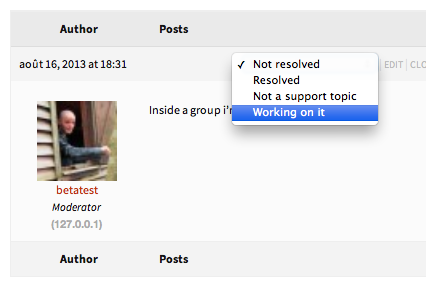 Author Posts
août 16, 2013 at 18:31
✓ Not resolved
Resolved
Not a support topic
Working on it
| EDIT | CLO
Inside a group i'
betatest
Moderator
(127.0.0.1)
Author Posts